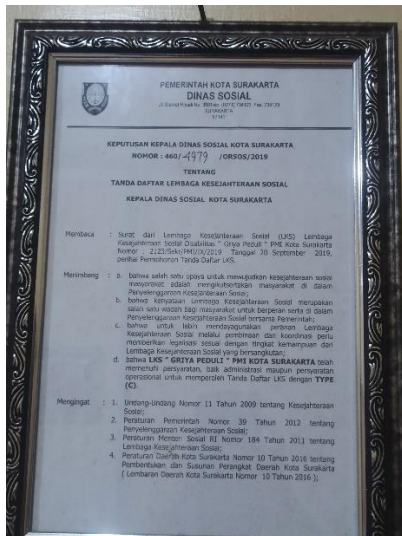 PEMERINTAH KOTA SURAKARTA
DINAS SOSIAL
SURAKARTA
KEPUTUSAN KEPALA DINAS SOSIAL KOTA SURAKARTA
NOMOR : 460/4979 /ORSOS/2019
TENTANG
TANDA DAFTAR LEMBAGA KESEJAHTERAAN SOSIAL
KEPALA DINAS SOSIAL KOTA SURAKARTA
Membaca : Surat dari Lembaga Kesejahteraan Sosial (LKS) Lembaga
Kesejahteraan Sosial Disabilitas " Griya Peduli " PMI Kota Surakarta
Nomor : 2123/Sekr/PMI/IX/2019 Tanggal 20 September 2019,
perihal Permohonan Tanda Daftar LKS.
Menimbang : a. bahwa salah satu upaya untuk mewujudkan kesejahteraan sosial
masyarakat adalah mengikutsertakan masyarakat di dalam
Penyelenggaraan Kesejahteraan Sosial;
b. bahwa kenyataan Lembaga Kesejahteraan Sosial merupakan
salah satu wadah bagi masyarakat untuk berperan serta di dalam
Penyelenggaraan Kesejahteraan Sosial bersama Pemerintah;
c. bahwa untuk lebih mendayagunakan peranan Lembaga
Kesejahteraan Sosial melalui pembinaan dan koordinasi perlu
memberikan legalisasi sesuai dengan tingkat kemampuan dari
Lembaga Kesejahteraan Sosial yang bersangkutan;
d. bahwa LKS " GRIYA PEDULI " PMI KOTA SURAKARTA telah
memenuhi persyaratan, baik administrasi maupun persyaratan
operasional untuk memperoleh Tanda Daftar LKS dengan TYPE
(C).
Mengingat : 1. Undang-Undang Nomor 11 Tahun 2009 tentang Kesejahteraan
Sosial;
2. Peraturan Pemerintah Nomor 39 Tahun 2012 tentang
Penyelenggaraan Kesejahteraan Sosial;
3. Peraturan Menteri Sosial RI Nomor 184 Tahun 2011 tentang
Lembaga Kesejahteraan Sosial;
4. Peraturan Daerah Kota Surakarta Nomor 10 Tahun 2016 tentang
Pembentukan dan Susunan Perangkat Daerah Kota Surakarta
( Lembaran Daerah Kota Surakarta Nomor 10 Tahun 2016 );